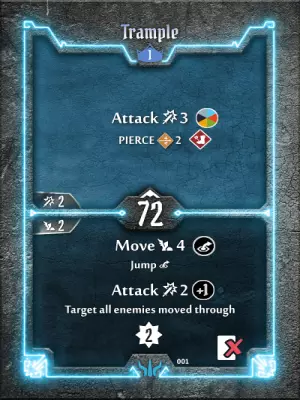 Trample
1
Attack 3
PIERCE 2
2
72
2
Move 4
Jump
Attack 2 +1
Target all enemies moved through
2
001